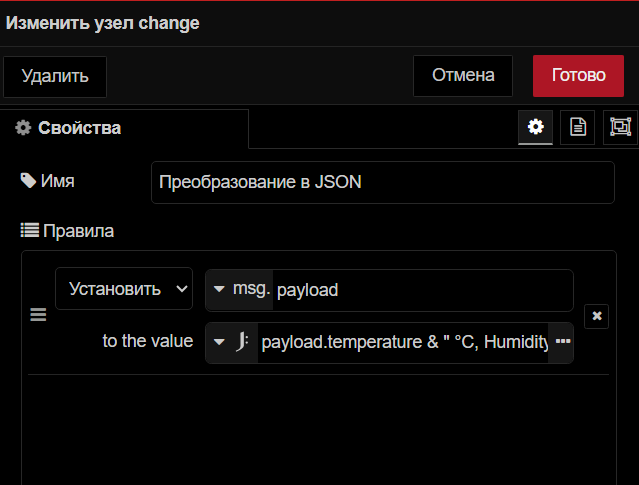 Изменить узел change
Удалить
Отмена
Готово
Свойства
Имя
Преобразование в JSON
Правила
Установить
msg. payload
to the value
J: payload.temperature & " °C, Humidity